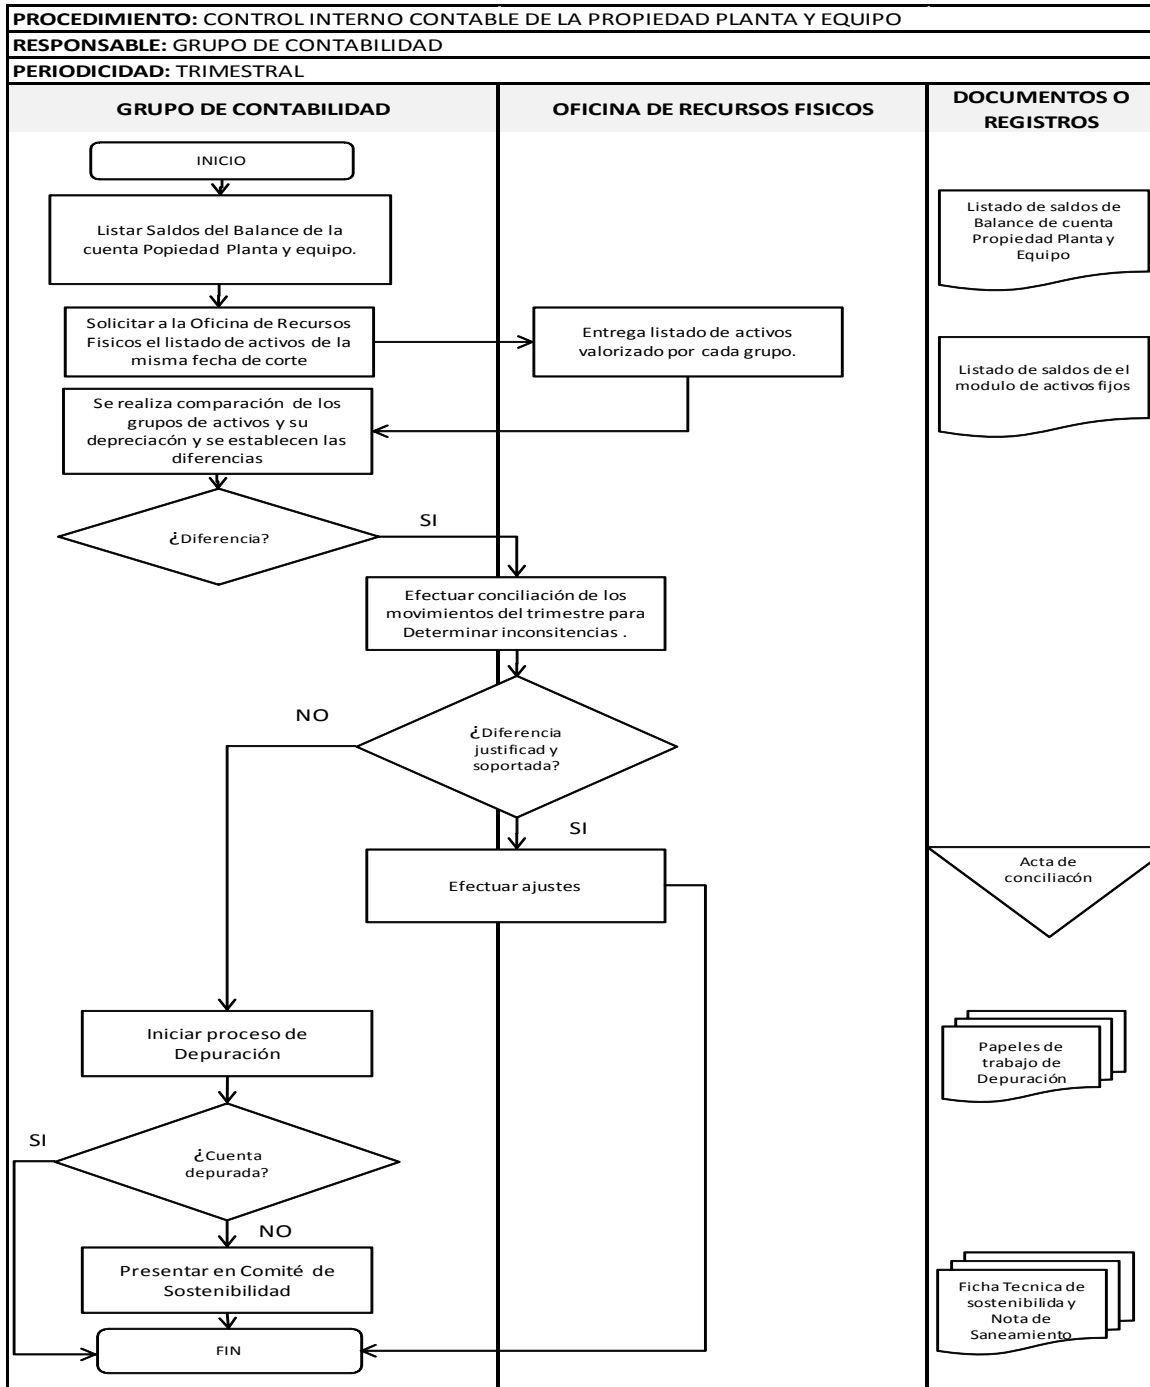 PROCEDIMIENTO: CONTROL INTERNO CONTABLE DE LA PROPIEDAD PLANTA Y EQUIPO
RESPONSABLE: GRUPO DE CONTABILIDAD
PERIODICIDAD: TRIMESTRAL
GRUPO DE CONTABILIDAD
OFICINA DE RECURSOS FISICOS
DOCUMENTOS O
REGISTROS
INICIO
Listar Saldos del Balance de la
cuenta Popiedad Planta y equipo.
Listado de saldos de
Balance de cuenta
Propiedad Planta y
Equipo
Solicitar a la Oficina de Recursos
Fisicos el listado de activos de la
misma fecha de corte
Entrega listado de activos
valorizado por cada grupo.
Listado de saldos de el
modulo de activos fijos
Se realiza comparación de los
grupos de activos y su
depreciacón y se establecen las
diferencias
¿Diferencia?
SI
Efectuar conciliación de los
movimientos del trimestre para
Determinar inconsitencias .
¿Diferencia
justificad y
soportada?
NO
SI
Efectuar ajustes
Acta de
conciliacón
Iniciar proceso de
Depuración
Papeles de
trabajo de
Depuración
¿Cuenta
depurada?
SI
NO
Presentar en Comité de
Sostenibilidad
Ficha Tecnica de
sostenibilida y
Nota de
Saneamiento
FIN